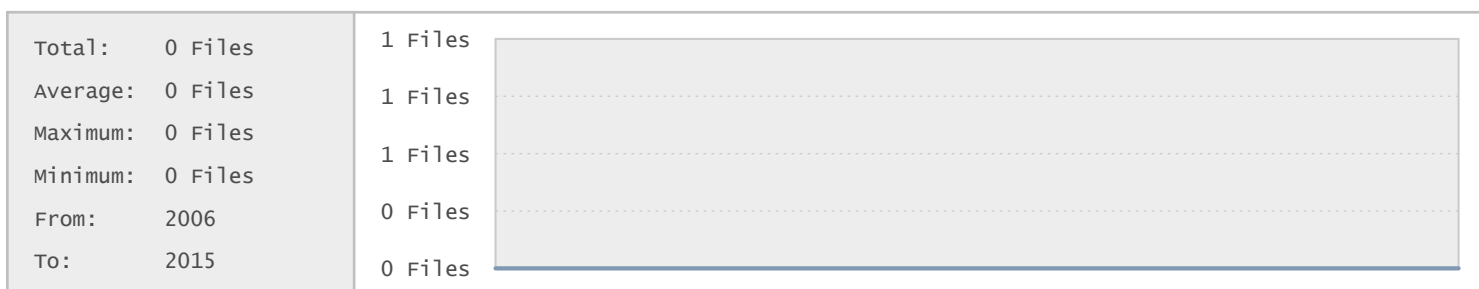 Total: 0 Files
Average: 0 Files
Maximum: 0 Files
Minimum: 0 Files
From: 2006
To: 2015
1 Files
1 Files
1 Files
0 Files
0 Files